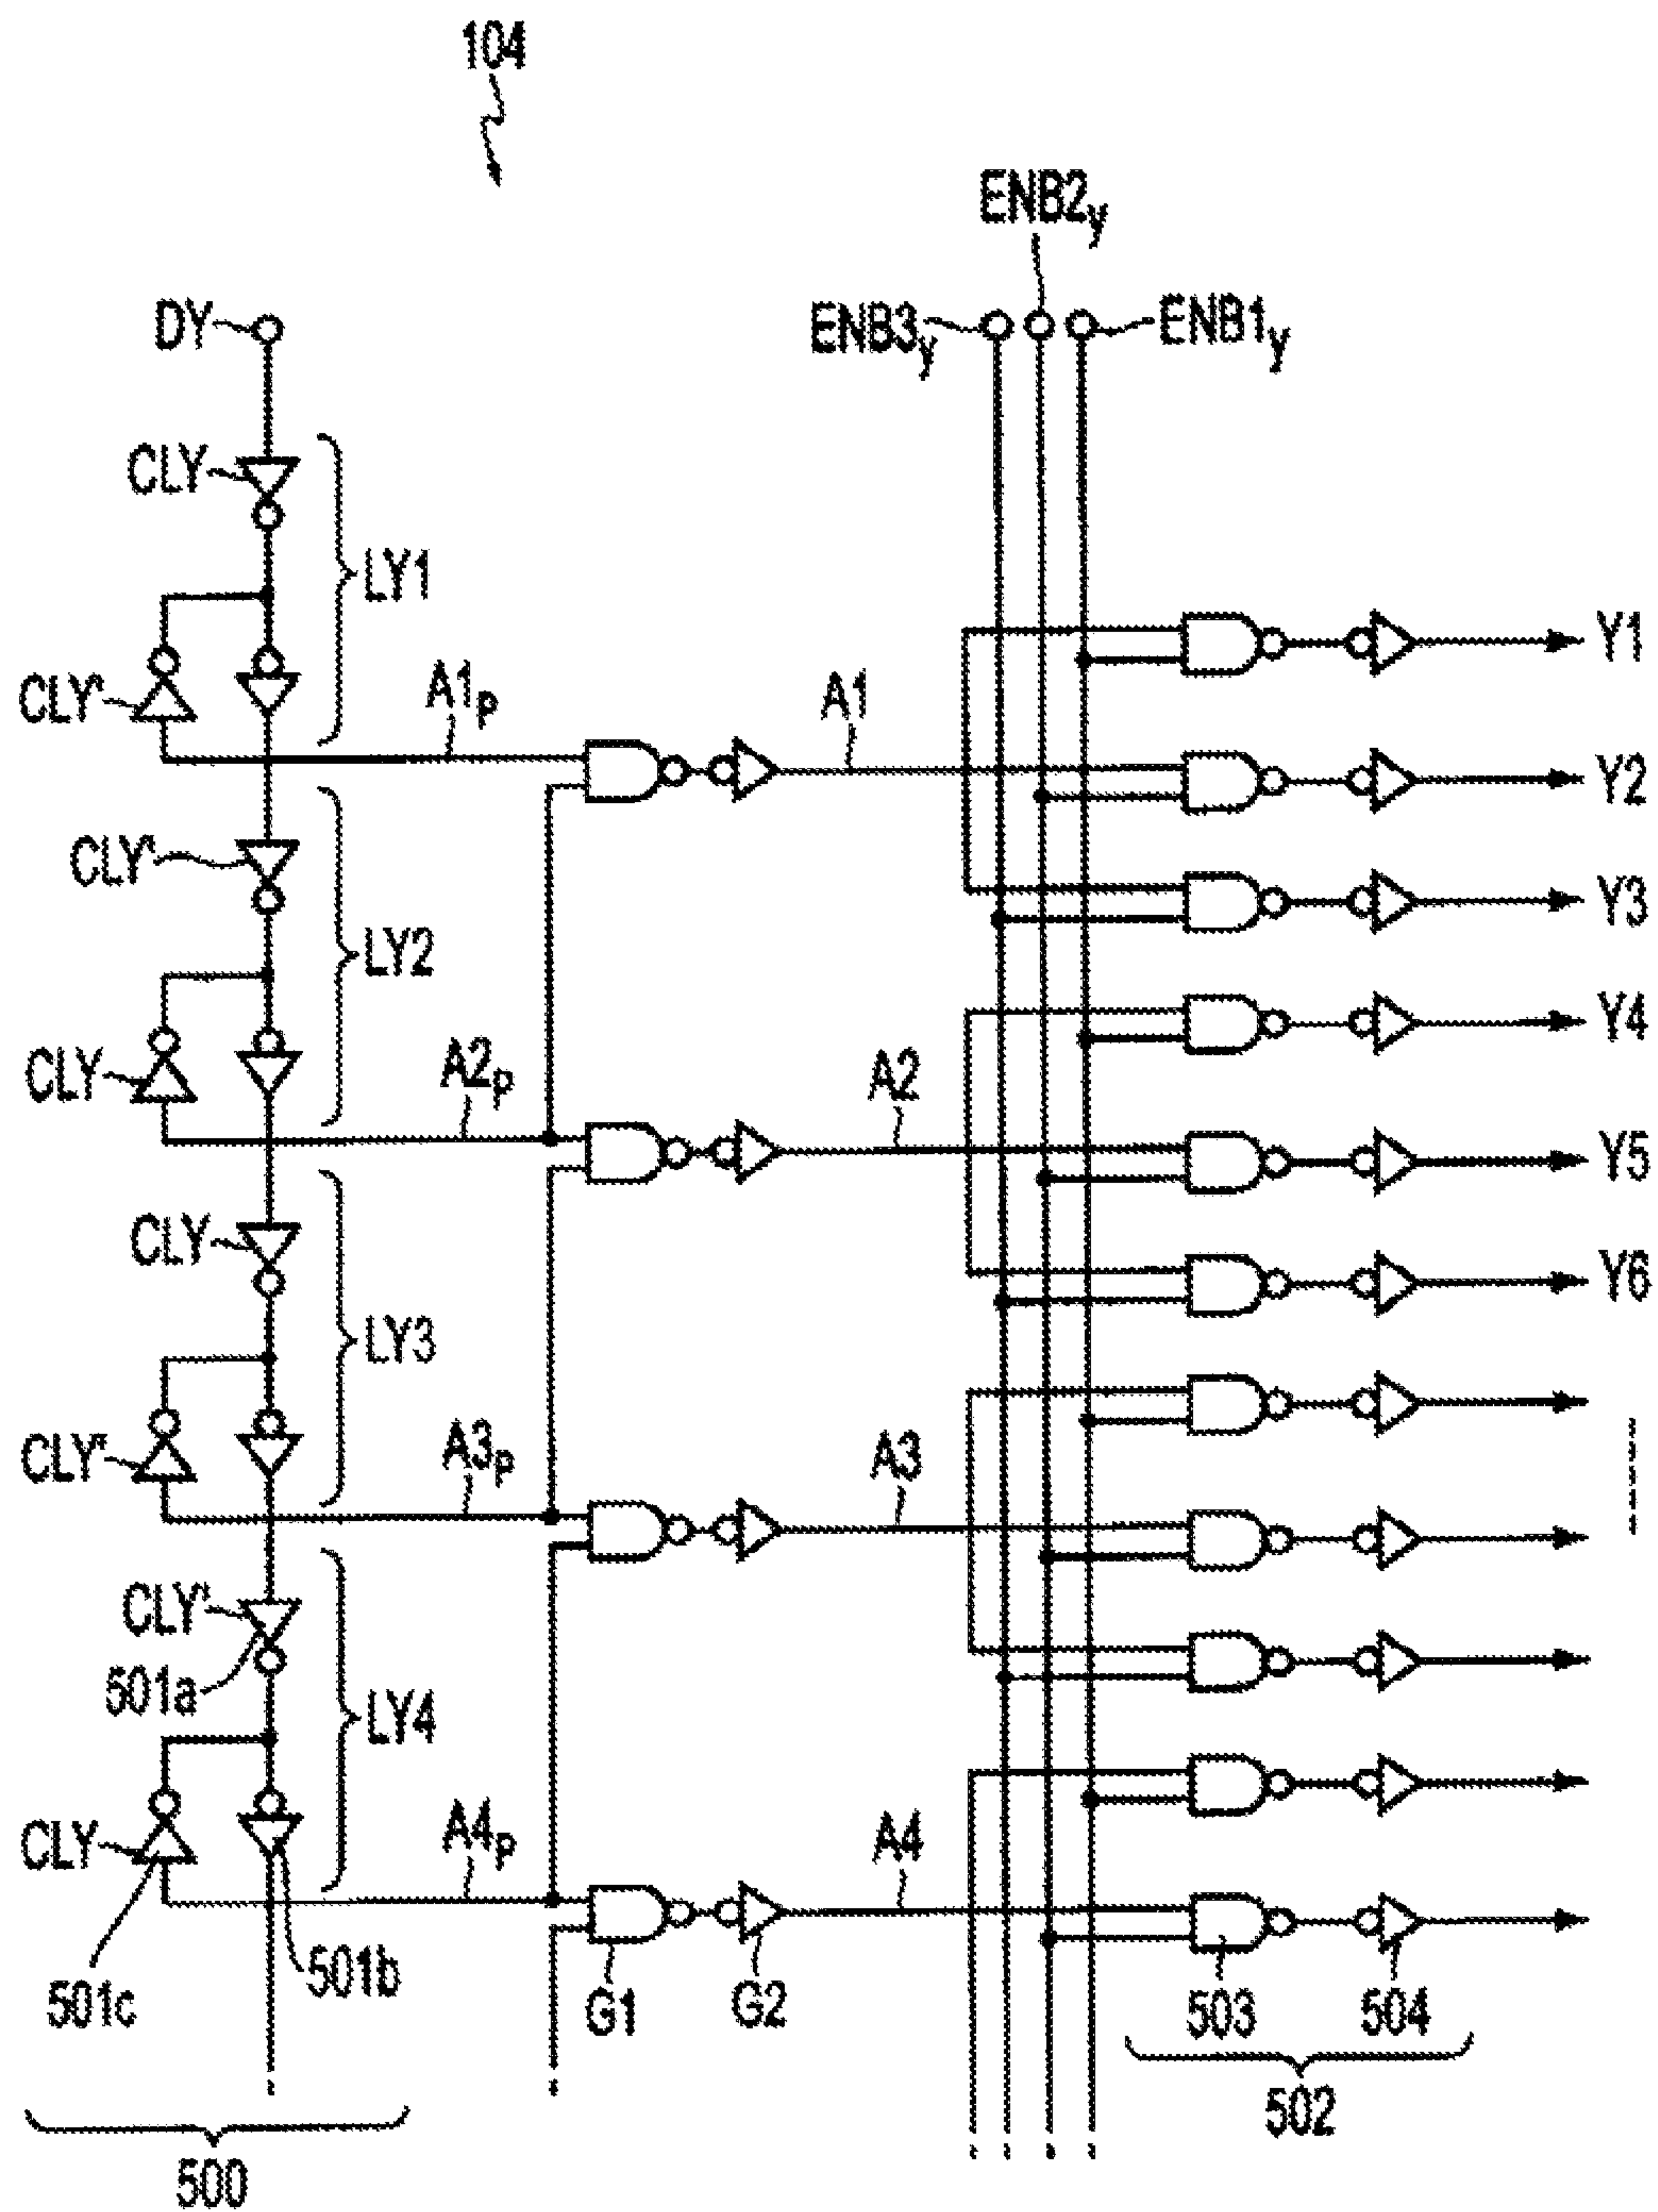 104
ENB2y
DY
ENB3y
ENB1y
CLY
LY1
Y1
CLY'
A1p
A1
Y2
CLY'
Y3
LY2
Y4
CLY
A2p
A2
Y5
CLY
Y6
LY3
CLY'
A3p
A3
CLY'
501a
LY4
CLY
A4p
A4
501c
501b
G1
G2
503
504
502
500